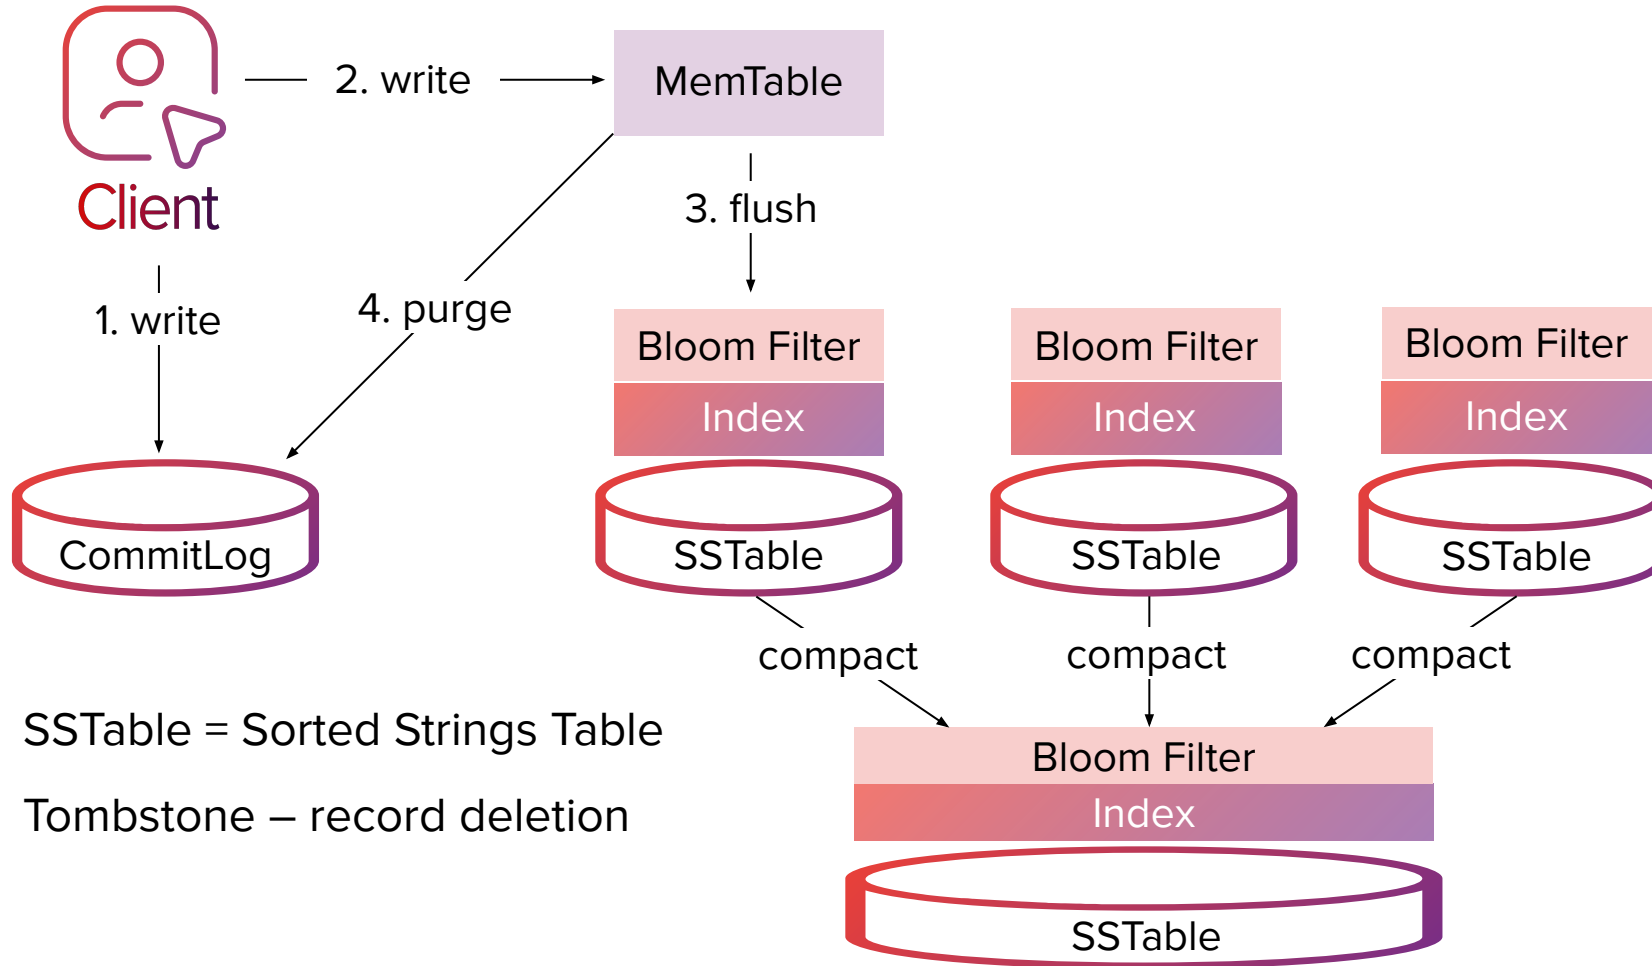 2. write
MemTable
Client
3. flush
1. write
4. purge
Bloom Filter
Bloom Filter
Bloom Filter
Index
Index
Index
CommitLog
SSTable
SSTable
SSTable
compact
compact
compact
SSTable = Sorted Strings Table
Bloom Filter
Tombstone – record deletion
Index
SSTable